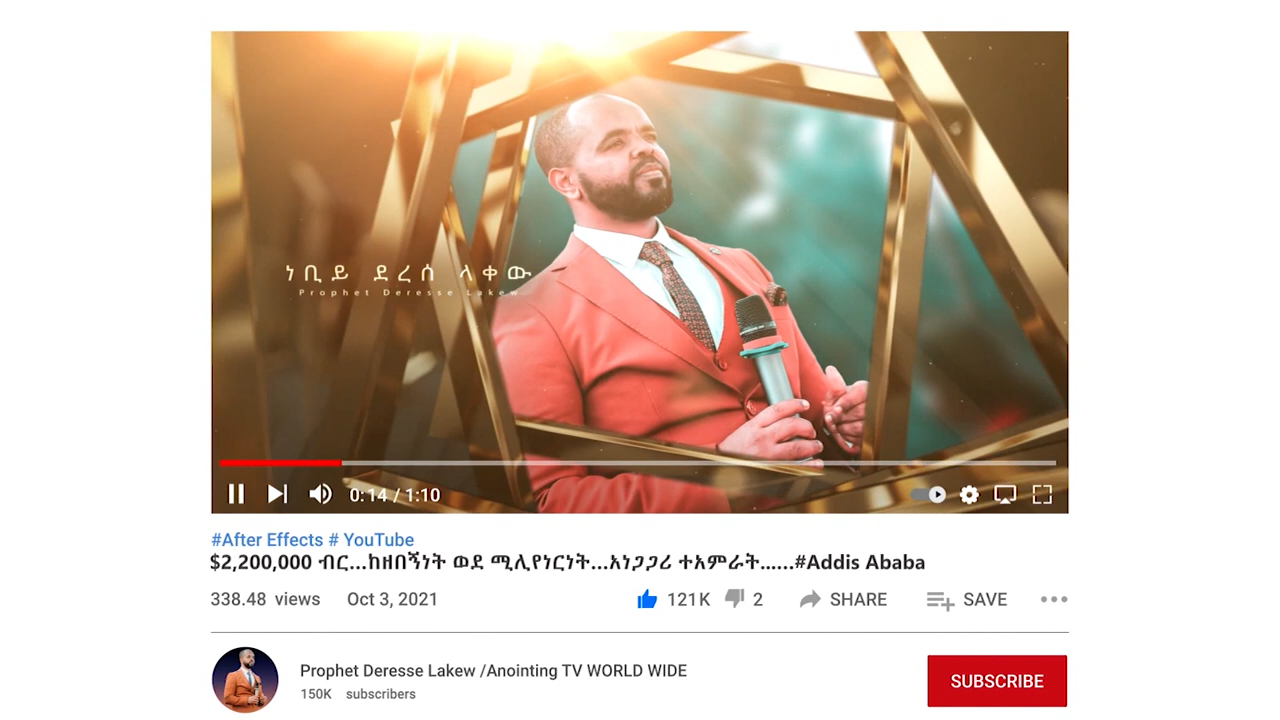 ነቢይ ደረሰ ላቀው
Prophet Deresse Lakew
0:14 / 1:10
#After Effects # YouTube
$2,200,000 ብር...ከዘበኝነት ወደ ሚሊየነርነት...አነጋጋሪ ተአምራት......#Addis Ababa
338.48 views Oct 3, 2021 121K 2 SHARE SAVE
Prophet Deresse Lakew /Anointing TV WORLD WIDE
150K subscribers
SUBSCRIBE